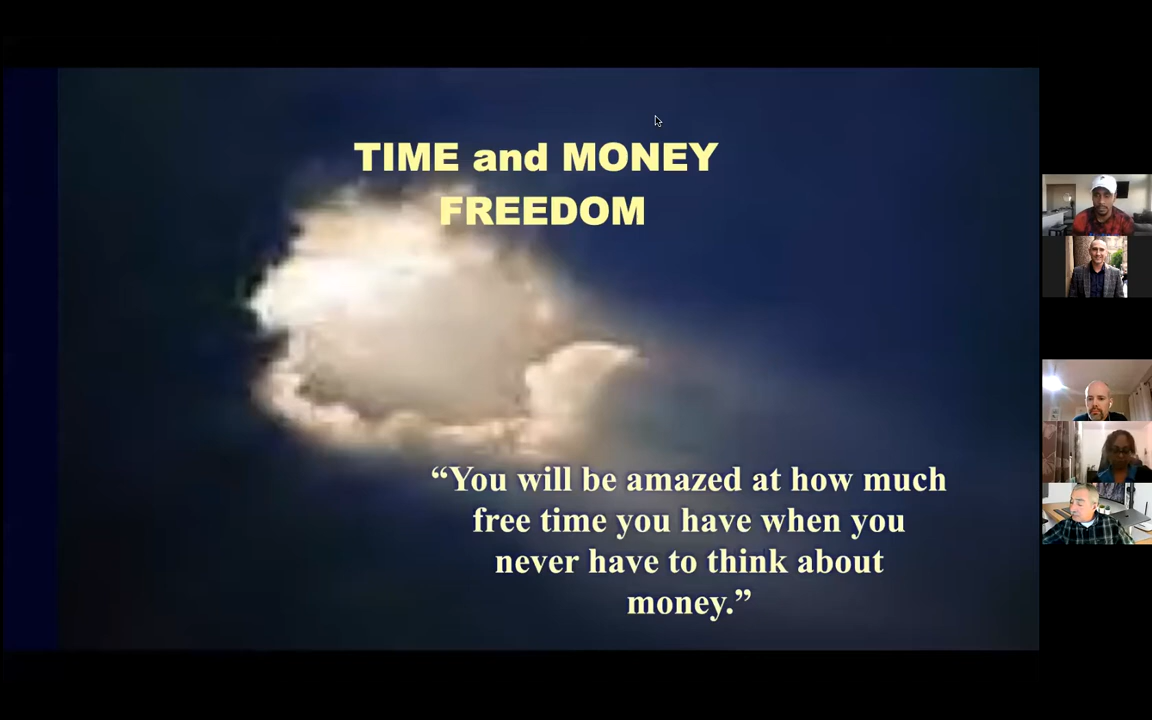 TIME and MONEY
FREEDOM
“You will be amazed at how much
free time you have when you
never have to think about
money.”